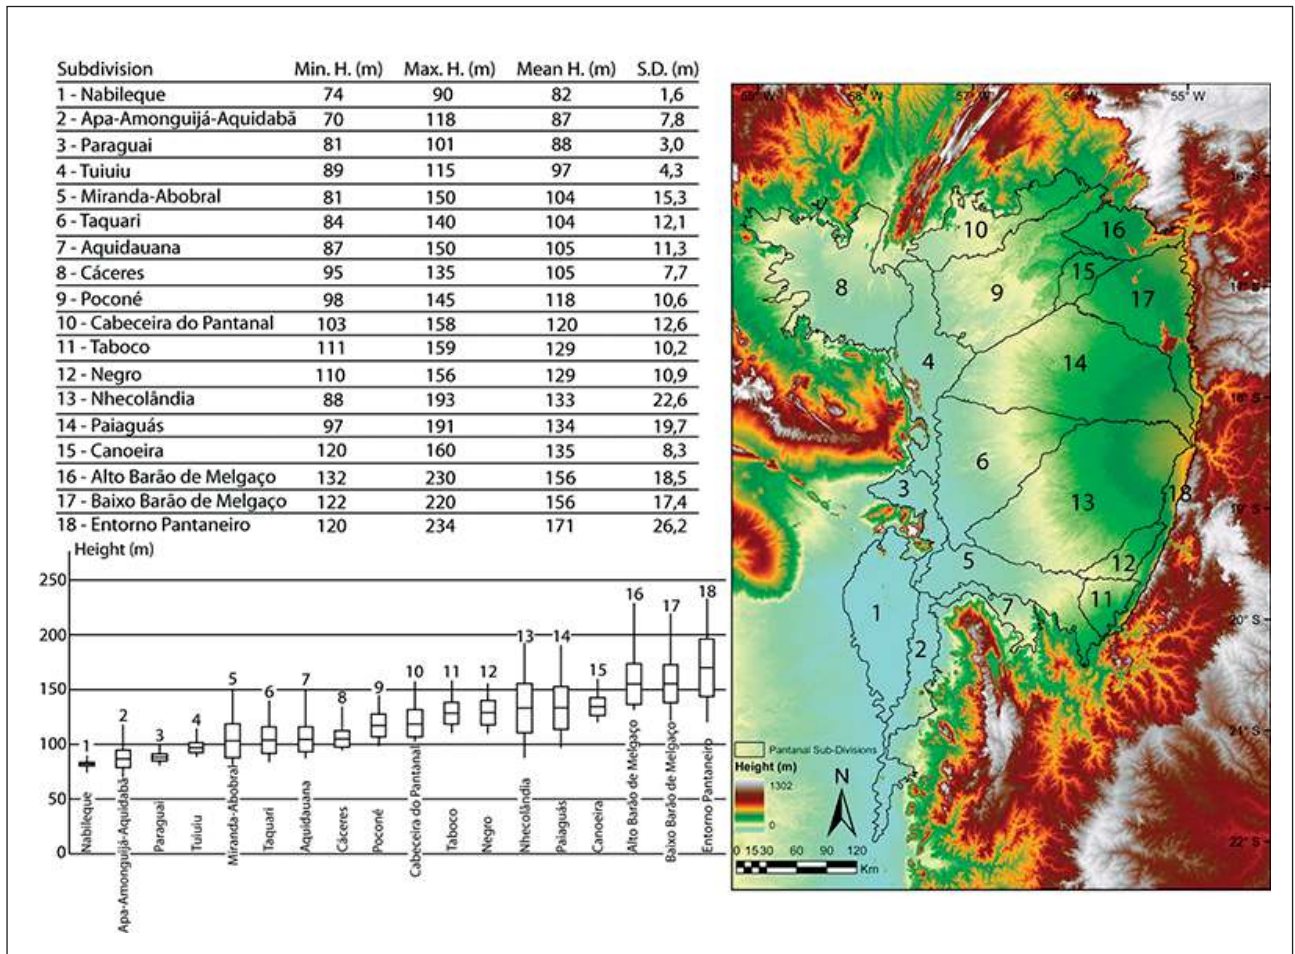 Subdivision Min. H. (m) Max. H. (m) Mean H. (m) S.D. (m)
1 - Nabileque 74 90 82 1,6
2 - Apa-Amonguijá-Aquidabã 70 118 87 7,8
3 - Paraguai 81 101 88 3,0
4 - Tuiuiu 89 115 97 4,3
5 - Miranda-Abobral 81 150 104 15,3
6 - Taquari 84 140 104 12,1
7 - Aquidauana 87 150 105 11,3
8 - Cáceres 95 135 105 7,7
9 - Poconé 98 145 118 10,6
10 - Cabeceira do Pantanal 103 158 120 12,6
11 - Taboco 111 159 129 10,2
12 - Negro 110 156 129 10,9
13 - Nhecolândia 88 193 133 22,6
14 - Paiaguás 97 191 134 19,7
15 - Canoeira 120 160 135 8,3
16 - Alto Barão de Melgaço 132 230 156 18,5
17 - Baixo Barão de Melgaço 122 220 156 17,4
18 - Entorno Pantaneiro 120 234 171 26,2
Height (m)
250
200
150
100
50
0
1
2
3
4
5
6
7
8
9
10
11
12
13
14
15
16
17
18
Nabileque
Apa-Amonguijá-Aquidabã
Paraguai
Tuiuiu
Miranda-Abobral
Taquari
Aquidauana
Cáceres
Poconé
Cabeceira do Pantanal
Taboco
Negro
Nhecolândia
Paiaguás
Canoeira
Alto Barão de Melgaço
Baixo Barão de Melgaço
Entorno Pantaneiro
58° W
57° W
55° W
10
16
15
8
9
17
4
14
6
3
13
18
5
12
11
1
7
2
18° S
19° S
20° S
21° S
22° S
Pantanal Sub-Divisions
Height (m)
1302
0
N
0 15 30 60 90 120
Km